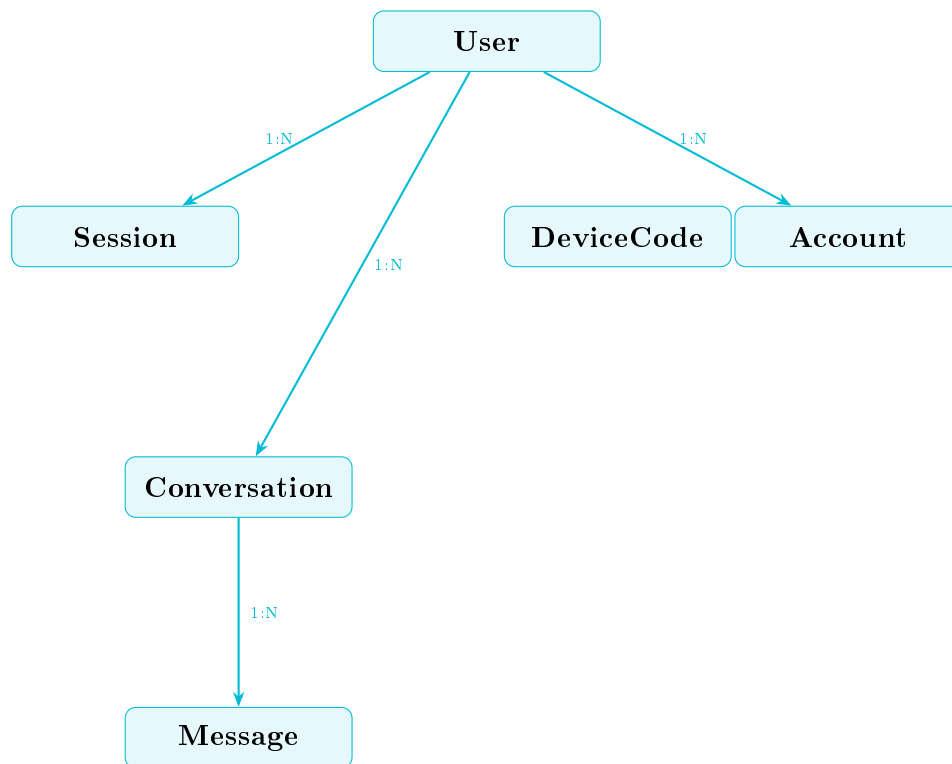 User
1:N
1:N
Session
DeviceCode
Account
1:N
Conversation
1:N
Message